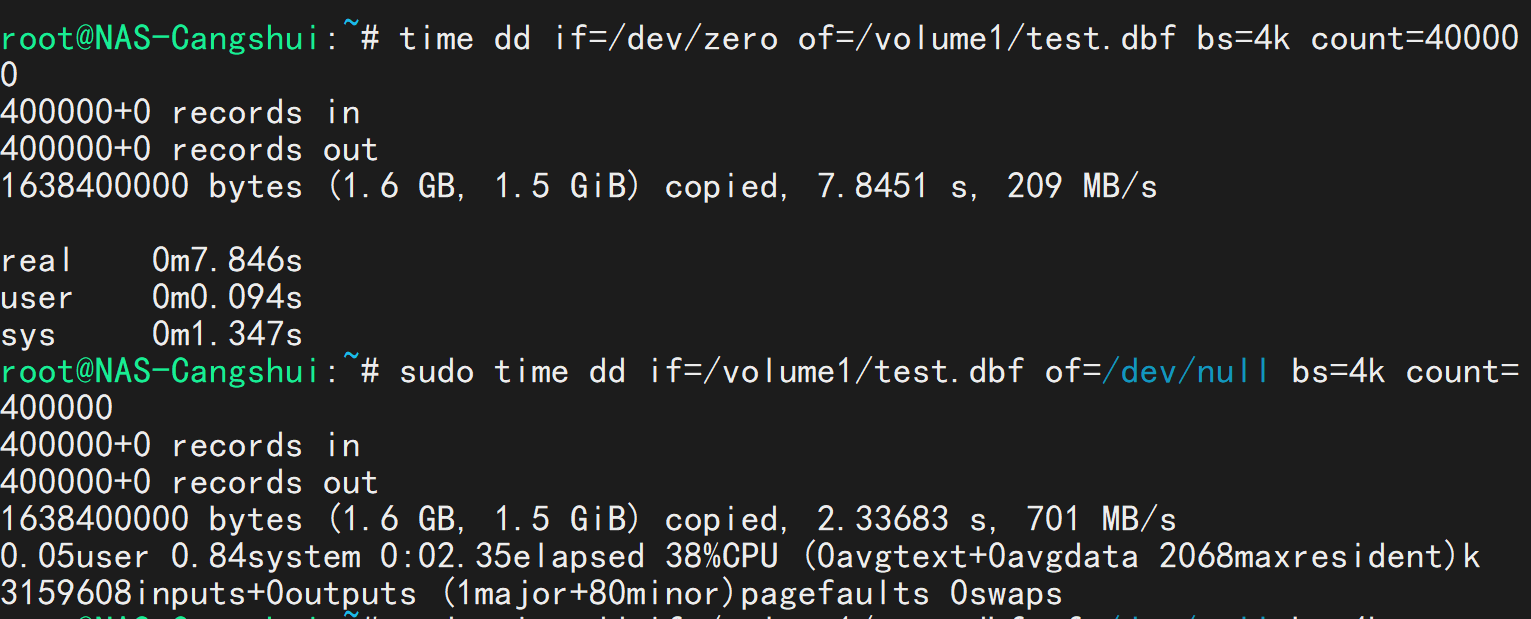 root@NAS-Cangshui:~# time dd if=/dev/zero of=/volume1/test.dbf bs=4k count=40000
0
400000+0 records in
400000+0 records out
1638400000 bytes (1.6 GB, 1.5 GiB) copied, 7.8451 s, 209 MB/s
real 0m7.846s
user 0m0.094s
sys 0m1.347s
root@NAS-Cangshui:~# sudo time dd if=/volume1/test.dbf of=/dev/null bs=4k count=
400000
400000+0 records in
400000+0 records out
1638400000 bytes (1.6 GB, 1.5 GiB) copied, 2.33683 s, 701 MB/s
0.05user 0.84system 0:02.35elapsed 38%CPU (0avgtext+0avgdata 2068maxresident)k
3159608inputs+0outputs (1major+80minor)pagefaults 0swaps